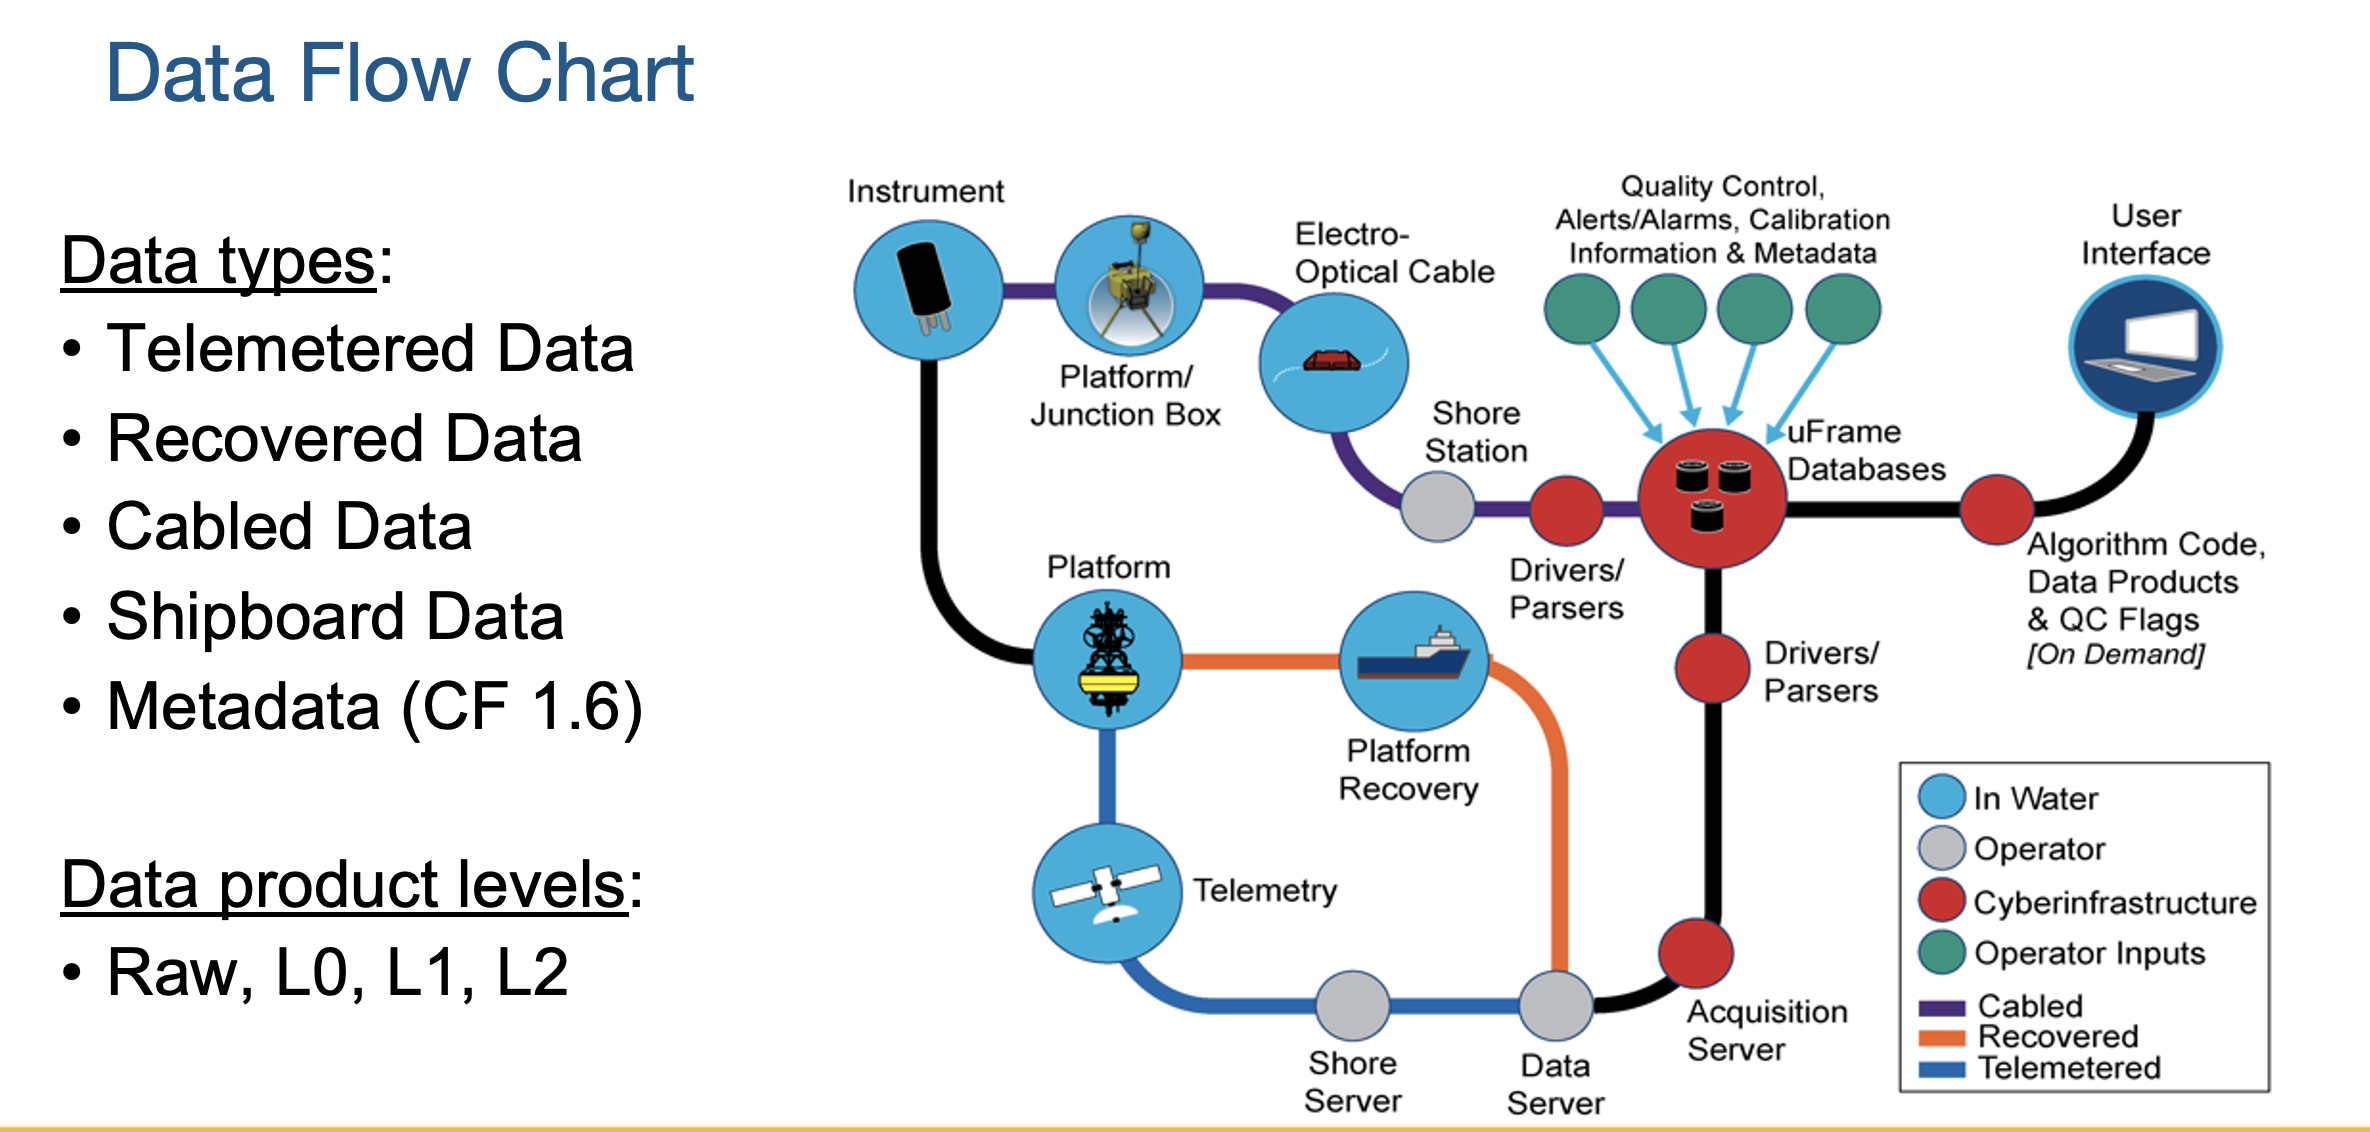 Data Flow Chart
Data types:
• Telemetered Data
• Recovered Data
• Cabled Data
• Shipboard Data
• Metadata (CF 1.6)
Data product levels:
• Raw, L0, L1, L2
Instrument
Platform/
Junction Box
Electro-
Optical Cable
Shore
Station
Drivers/
Parsers
Quality Control,
Alerts/Alarms, Calibration
Information & Metadata
uFrame
Databases
User
Interface
Algorithm Code,
Data Products
& QC Flags
[On Demand]
Platform
Platform
Recovery
Drivers/
Parsers
Telemetry
Shore
Server
Data
Server
Acquisition
Server
In Water
Operator
Cyberinfrastructure
Operator Inputs
Cabled
Recovered
Telemetered